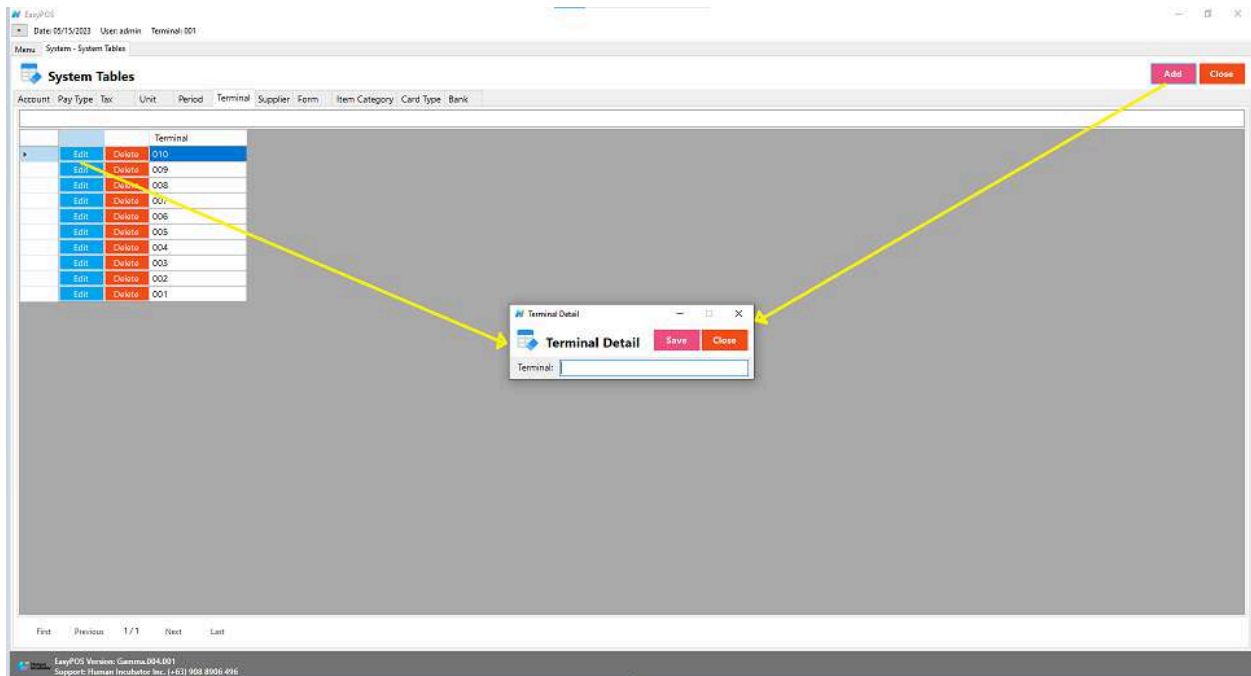 EasyPOS
Date: 05/15/2023 User: admin Terminal: 001
Menu System - System Tables
System Tables
Add Close
Account Pay Type Tax Unit Period Terminal Supplier Form Item Category Card Type Bank
Terminal
Edit Delete 010
Edit Delete 009
Edit Delete 008
Edit Delete 007
Edit Delete 006
Edit Delete 005
Edit Delete 004
Edit Delete 003
Edit Delete 002
Edit Delete 001
Terminal Detail
Terminal Detail Save Close
Terminal:
First Previous 1 / 1 Next Last
EasyPOS Version: Gamma.004.001
Support: Human Incubator Inc. (+63) 908 8906 496